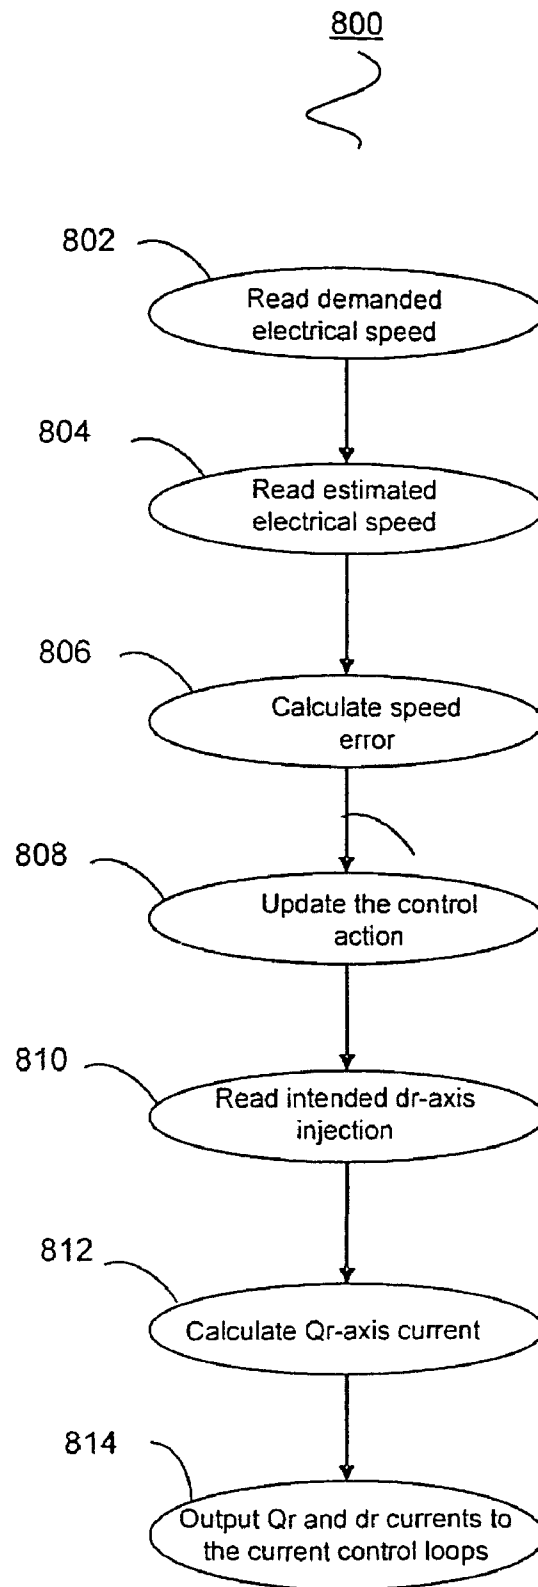 800
802
Read demanded
electrical speed
804
Read estimated
electrical speed
806
Calculate speed
error
808
Update the control
action
810
Read intended dr-axis
injection
812
Calculate Qr-axis current
814
Output Qr and dr currents to
the current control loops